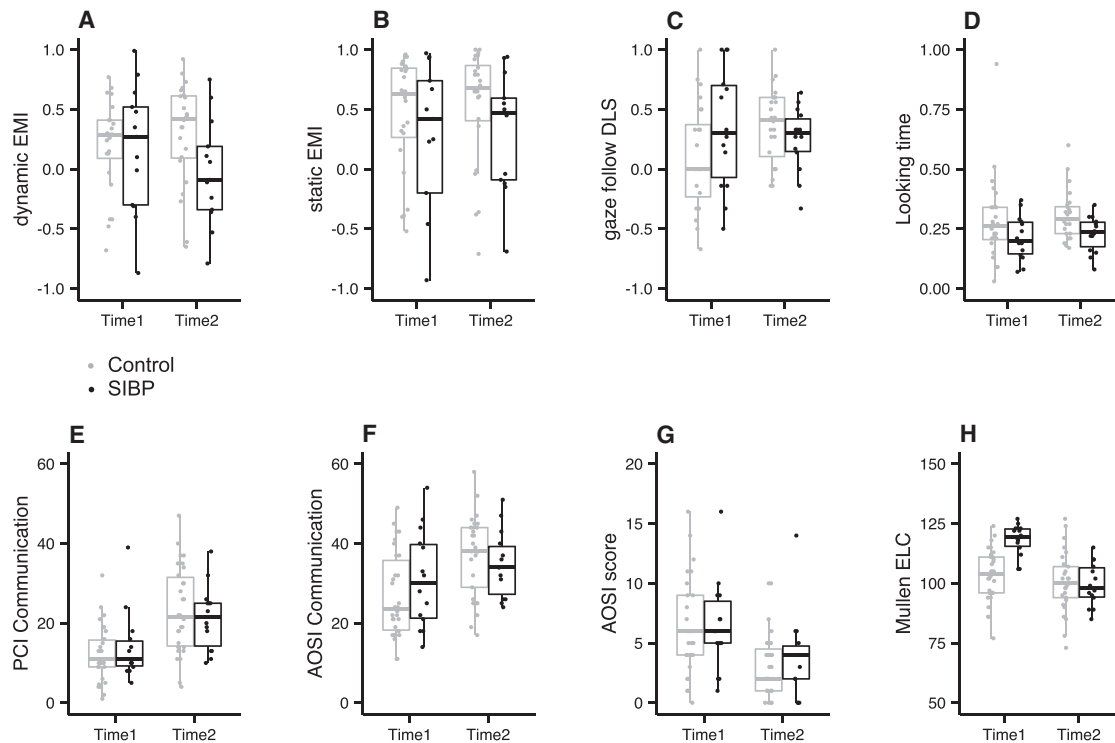 A
B
C
D
dynamic EMI
1.0
0.5
0.0
-0.5
-1.0
Time1
Time2
static EMI
1.0
0.5
0.0
-0.5
-1.0
Time1
Time2
gaze follow DLS
1.0
0.5
0.0
-0.5
-1.0
Time1
Time2
Looking time
1.00
0.75
0.50
0.25
0.00
Time1
Time2
Control
SIBP
E
F
G
H
PCI Communication
60
40
20
0
Time1
Time2
AOSI Communication
60
40
20
0
Time1
Time2
AOSI score
20
15
10
5
0
Time1
Time2
Mullen ELC
150
125
100
75
50
Time1
Time2